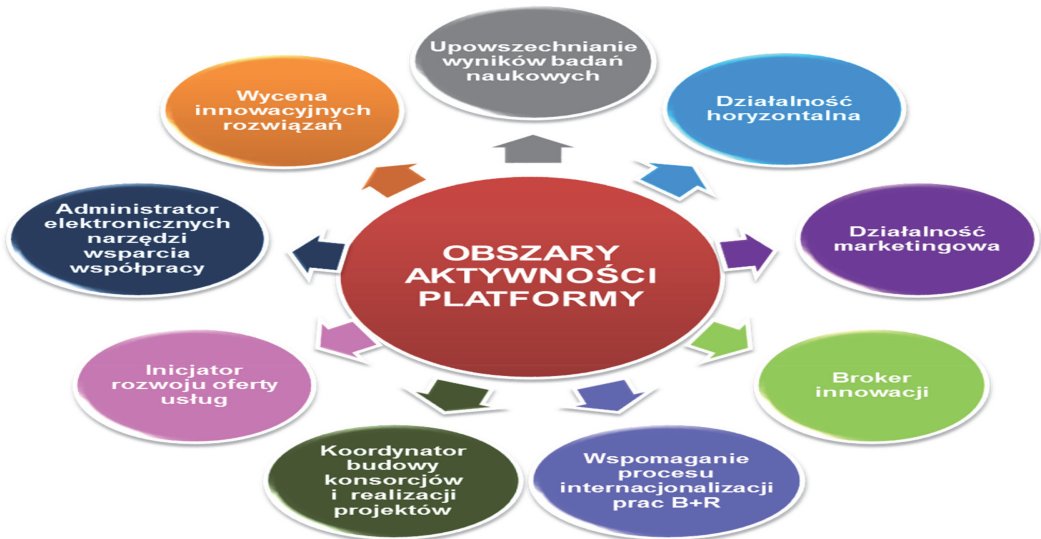 Upowszechnianie
wyników badań
naukowych
Działalność
horyzontalna
Działalność
marketingowa
Broker
innowacji
Wspomaganie
procesu
internacjonalizacji
prac B+R
Koordynator
budowy
konsorcjów
i realizacji
projektów
Inicjator
rozwoju oferty
usług
Administrator
elektronicznych
narzędzi
wsparcia
współpracy
Wycena
innowacyjnych
rozwiązań
OBSZARY
AKTYWNOŚCI
PLATFORMY